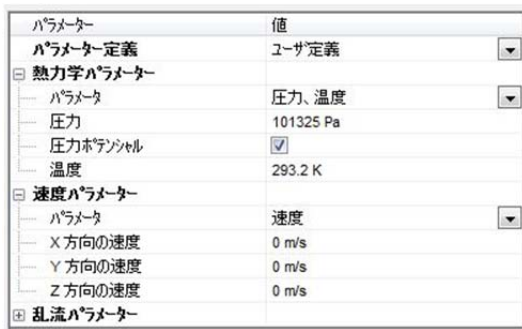 ﾊﾟﾗﾒｰﾀｰ 値
ﾊﾟﾗﾒｰﾀｰ定義 ﾕｰｻﾞ定義
熱力学ﾊﾟﾗﾒｰﾀｰ
ﾊﾟﾗﾒｰﾀ 圧力、温度
圧力 101325 Pa
圧力ﾎﾟﾃﾝｼｬﾙ
温度 293.2 K
速度ﾊﾟﾗﾒｰﾀｰ
ﾊﾟﾗﾒｰﾀ 速度
X 方向の速度 0 m/s
Y 方向の速度 0 m/s
Z 方向の速度 0 m/s
乱流ﾊﾟﾗﾒｰﾀｰ